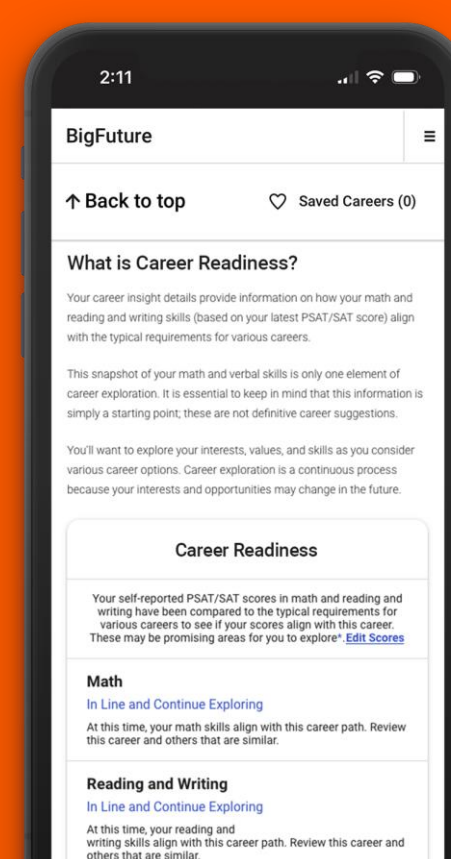 2:11
BigFuture
Back to top
Saved Careers (0)
What is Career Readiness?
Your career insight details provide information on how your math and
reading and writing skills (based on your latest PSAT/SAT score) align
with the typical requirements for various careers.
This snapshot of your math and verbal skills is only one element of
career exploration. It is essential to keep in mind that this information is
simply a starting point; these are not definitive career suggestions.
You'll want to explore your interests, values, and skills as you consider
various career options. Career exploration is a continuous process
because your interests and opportunities may change in the future.
Career Readiness
Your self-reported PSAT/SAT scores in math and reading and
writing have been compared to the typical requirements for
various careers to see if your scores align with this career.
These may be promising areas for you to explore*. Edit Scores
Math
In Line and Continue Exploring
At this time, your math skills align with this career path. Review
this career and others that are similar.
Reading and Writing
In Line and Continue Exploring
At this time, your reading and
writing skills align with this career path. Review this career and
others that are similar.